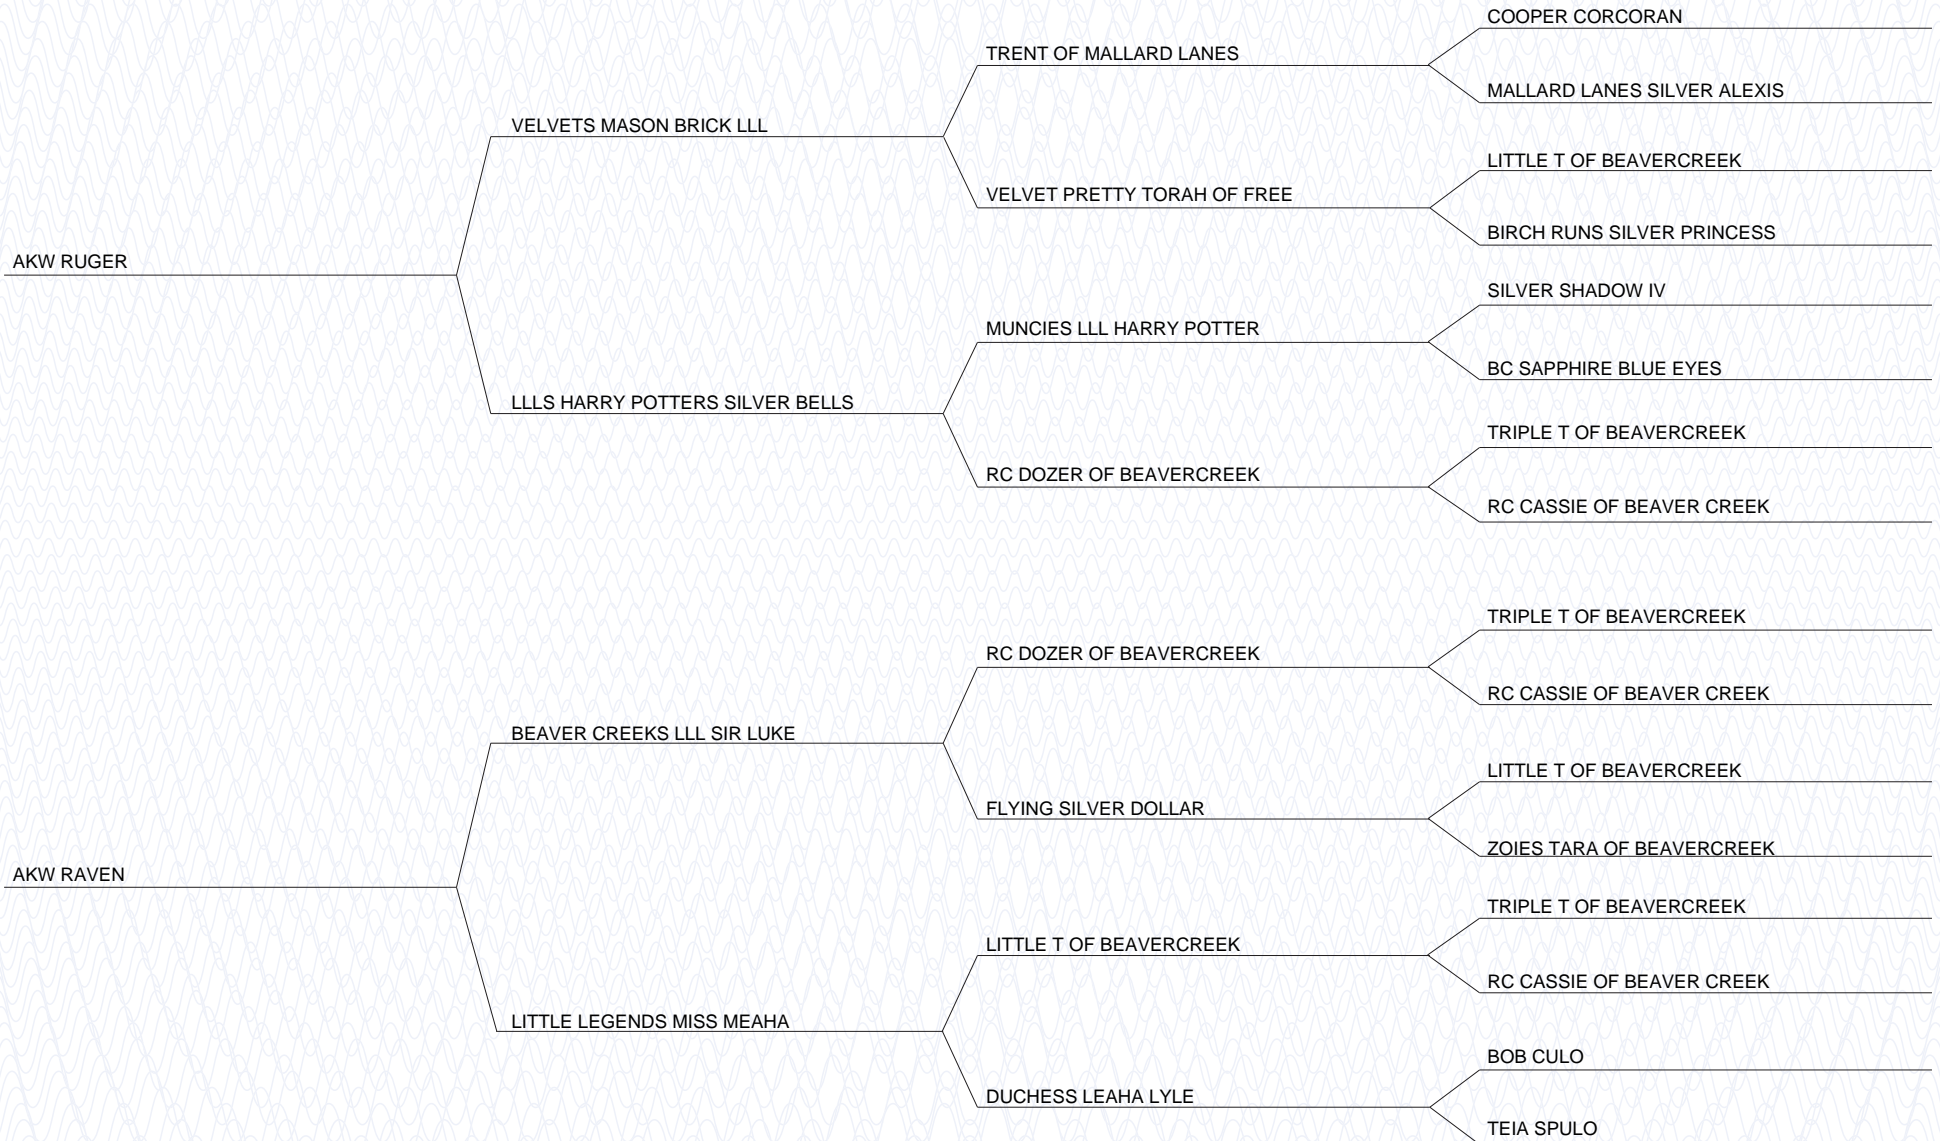 COOPER CORCORAN
TRENT OF MALLARD LANES
MALLARD LANES SILVER ALEXIS
VELVETS MASON BRICK LLL
LITTLE T OF BEAVERCREEK
VELVET PRETTY TORAH OF FREE
BIRCH RUNS SILVER PRINCESS
AKW RUGER
SILVER SHADOW IV
MUNCIES LLL HARRY POTTER
BC SAPPHIRE BLUE EYES
LLLS HARRY POTTERS SILVER BELLS
TRIPLE T OF BEAVERCREEK
RC DOZER OF BEAVERCREEK
RC CASSIE OF BEAVER CREEK
TRIPLE T OF BEAVERCREEK
RC DOZER OF BEAVERCREEK
RC CASSIE OF BEAVER CREEK
BEAVER CREEKS LLL SIR LUKE
LITTLE T OF BEAVERCREEK
FLYING SILVER DOLLAR
ZOIES TARA OF BEAVERCREEK
AKW RAVEN
TRIPLE T OF BEAVERCREEK
LITTLE T OF BEAVERCREEK
RC CASSIE OF BEAVER CREEK
LITTLE LEGENDS MISS MEAHA
BOB CULO
DUCHESS LEAHA LYLE
TEIA SPULO